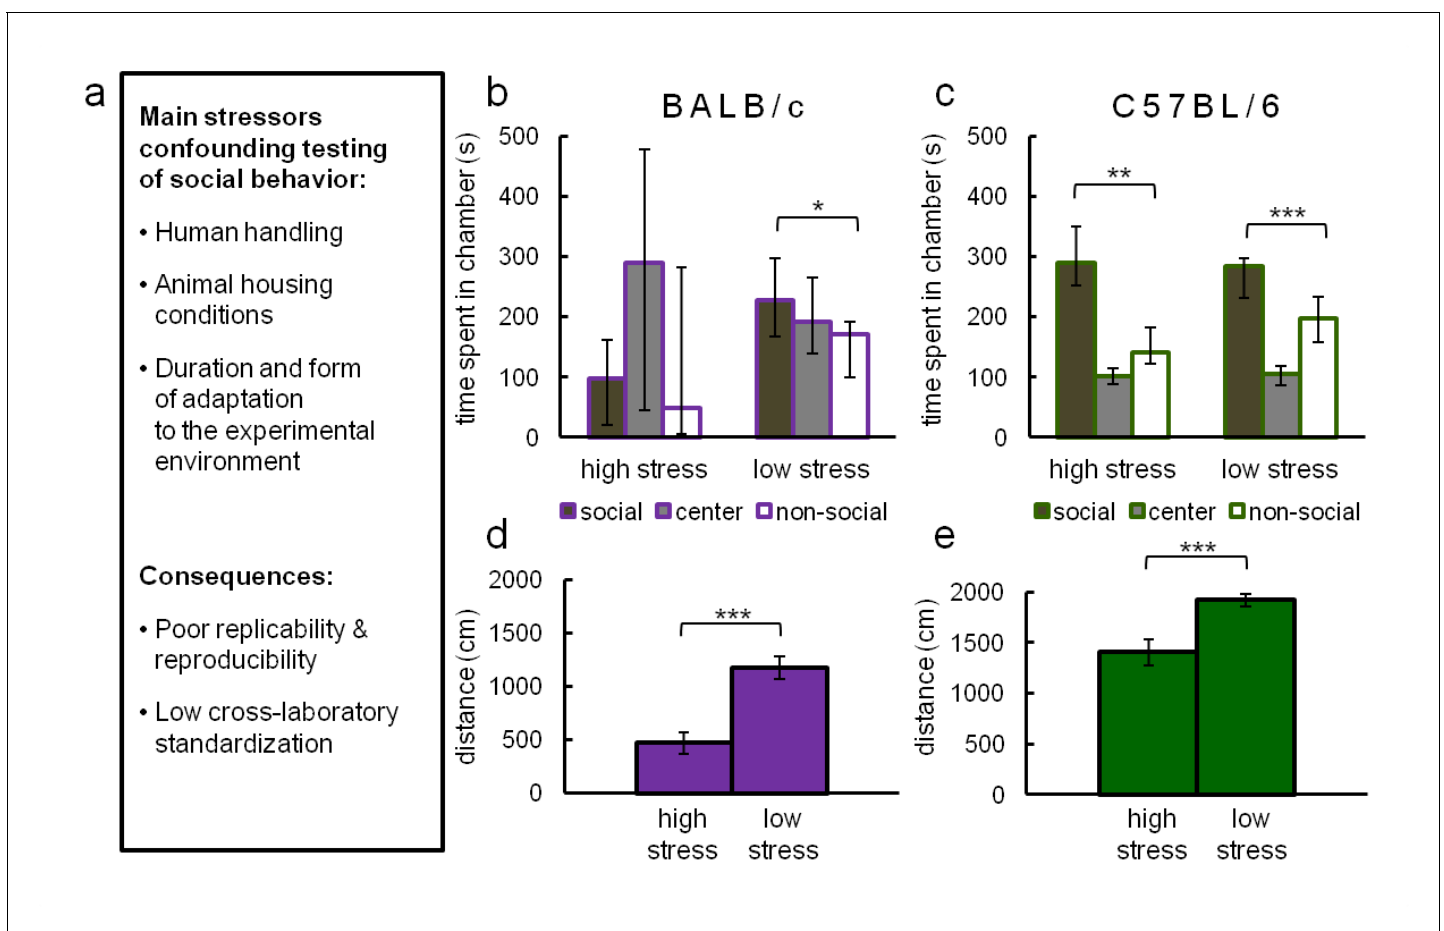 a
Main stressors
confounding testing
of social behavior:
• Human handling
• Animal housing
conditions
• Duration and form
of adaptation
to the experimental
environment
Consequences:
• Poor replicability &
reproducibility
• Low cross-laboratory
standardization
b
BALB/c
time spent in chamber (s)
500
400
300
200
100
0
*
high stress
low stress
social
center
non-social
c
C57BL/6
time spent in chamber (s)
500
400
300
200
100
0
**
***
high stress
low stress
social
center
non-social
d
distance (cm)
2000
1500
1000
500
0
***
high
stress
low
stress
e
distance (cm)
2000
1500
1000
500
0
***
high
stress
low
stress